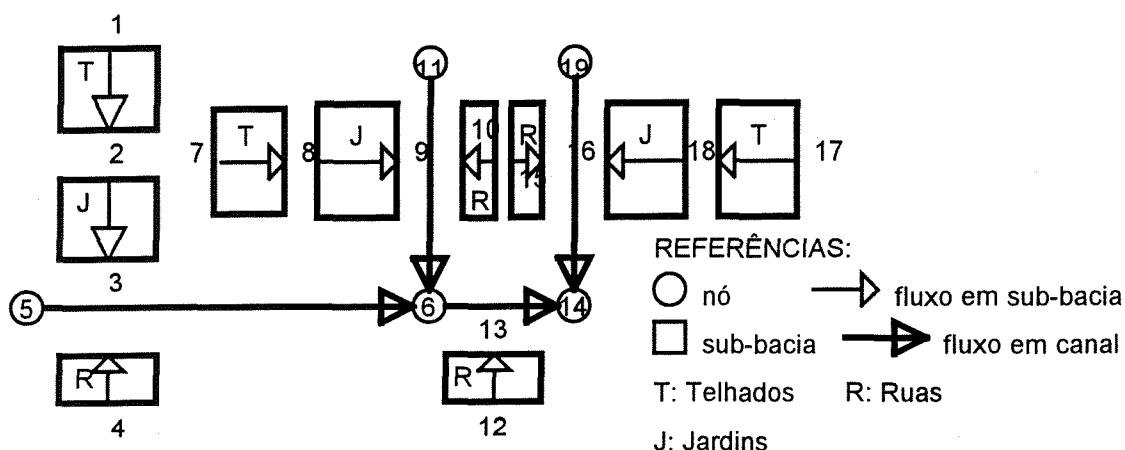 1
T
2
J
3
5
R
4
7
T
8
J
9
11
10
R
R
15
6
13
14
R
12
19
16
J
18
T
17
REFERÊNCIAS:
nó
fluxo em sub-bacia
sub-bacia
fluxo em canal
T: Telhados R: Ruas
J: Jardins